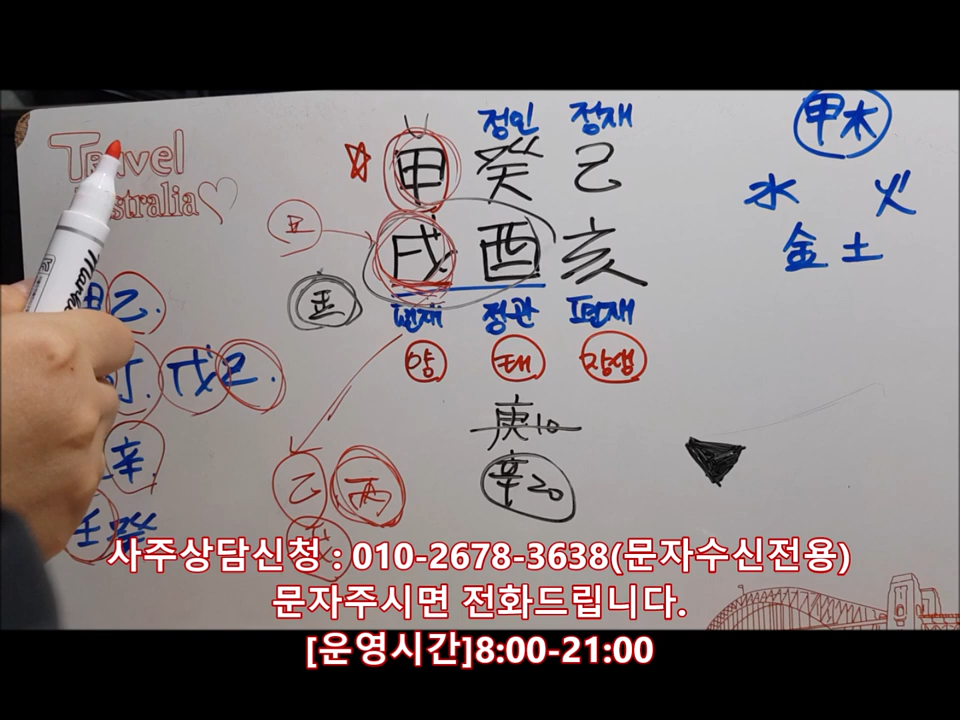 정인 정재
甲 癸 己
戌 酉 亥
편재 정관 편인
양 태 장생
庚10
辛20
甲木
水 火
金 土
Travel
Australia
甲乙.
丁. 戊己.
辛.
壬癸
乙 丙
사주상담신청 : 010-2678-3638(문자수신전용)
문자주시면 전화드립니다.
[운영시간]8:00-21:00